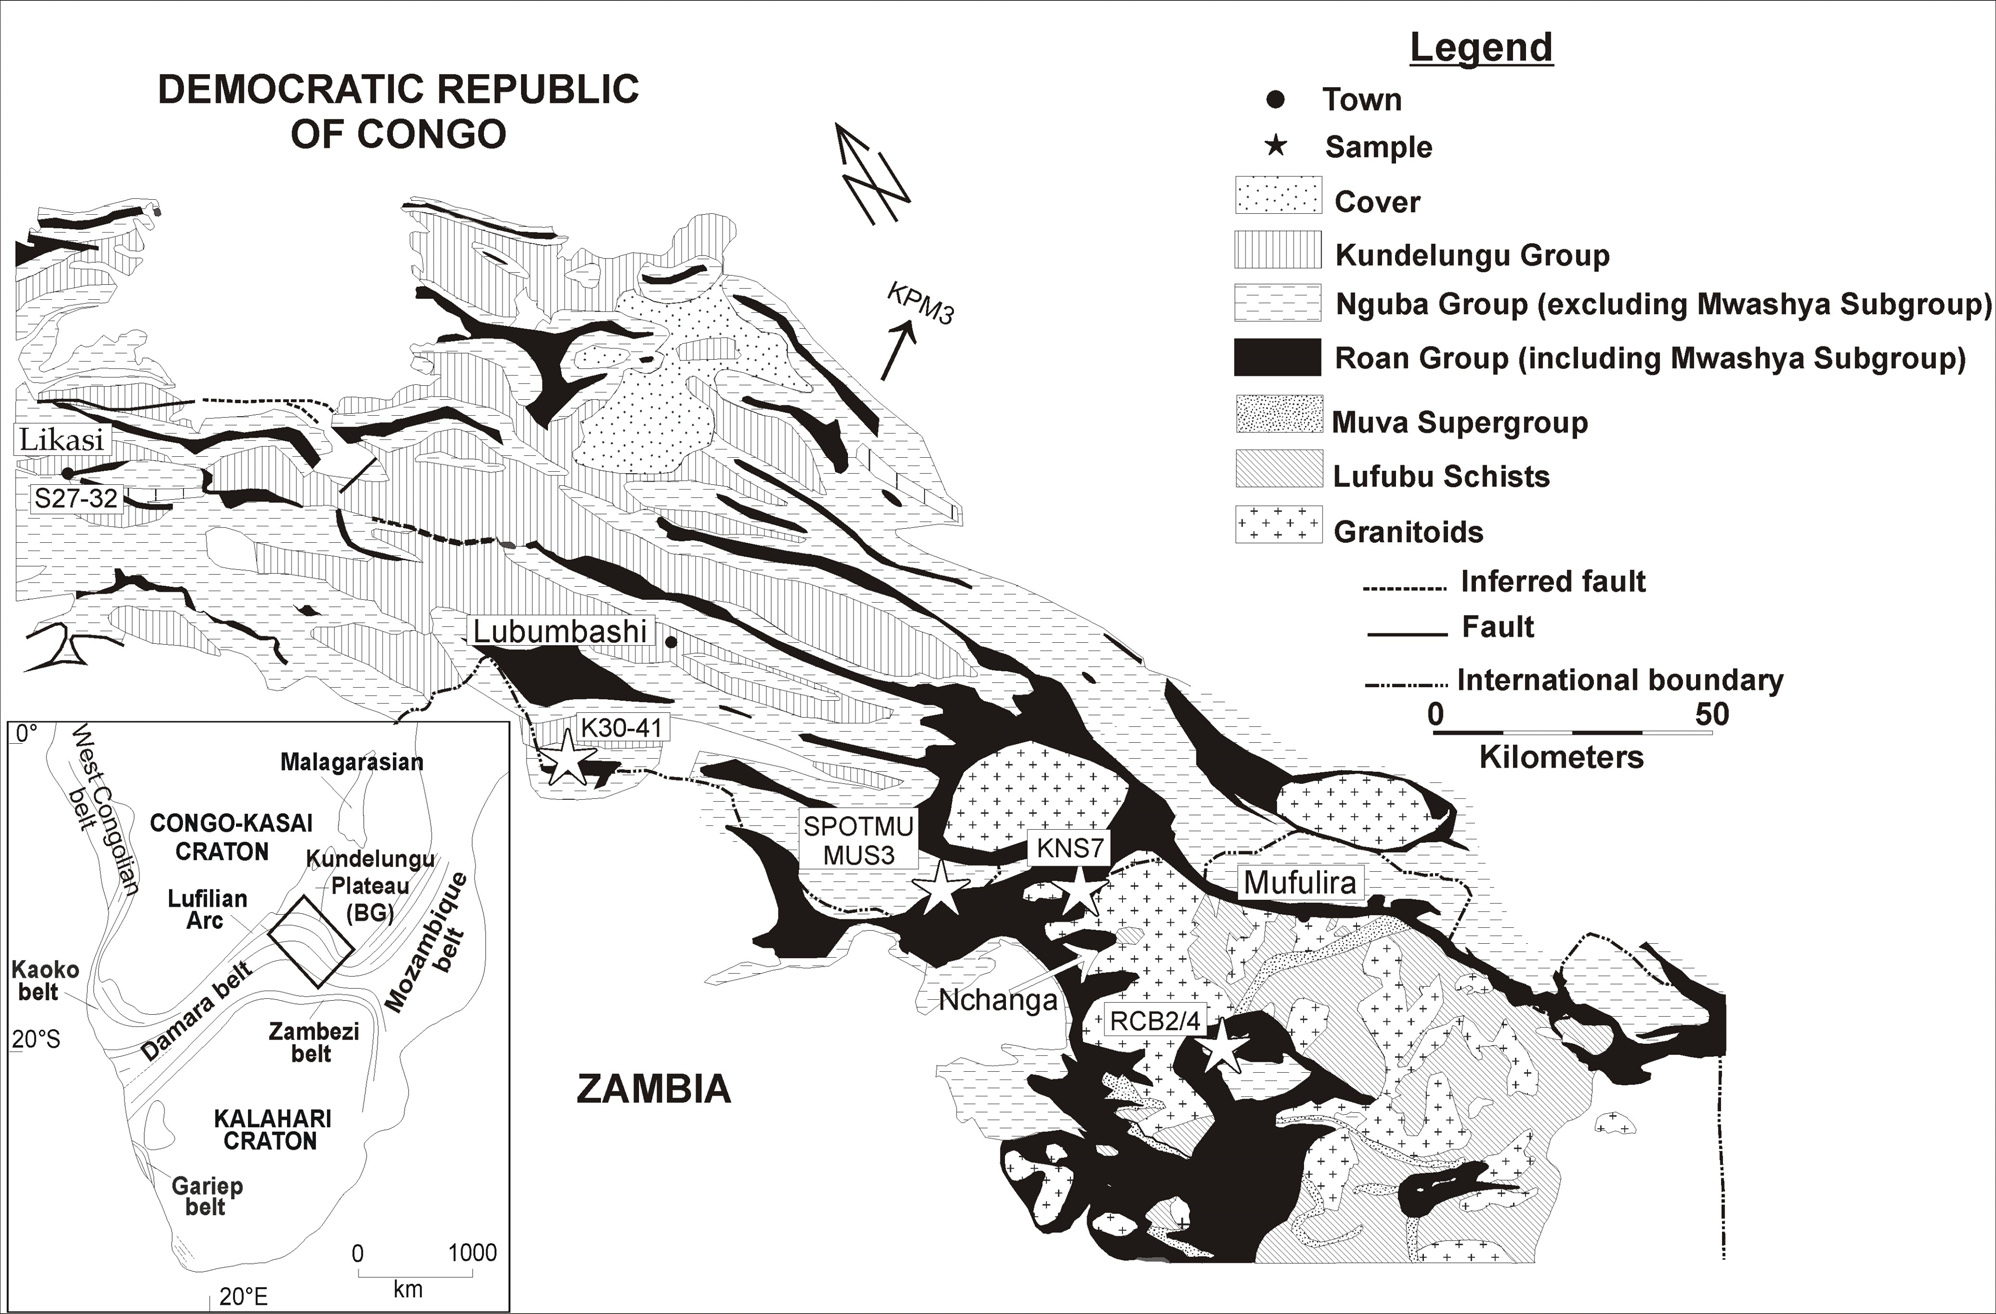 DEMOCRATIC REPUBLIC
OF CONGO
N
KPM3
Legend
Town
Sample
Cover
Kundelungu Group
Nguba Group (excluding Mwashya Subgroup)
Roan Group (including Mwashya Subgroup)
Muva Supergroup
Lufubu Schists
Granitoids
Inferred fault
Fault
International boundary
0 50
Kilometers
Likasi
S27-32
Lubumbashi
K30-41
SPOTMU
MUS3
KNS7
Mufulira
Nchanga
RCB2/4
ZAMBIA
0°
West Congolian
belt
Malagarasian
CONGO-KASAI
CRATON
Kundelungu
Plateau
(BG)
Lufilian
Arc
Mozambique
belt
Kaoko
belt
Damara belt
20°S
Zambezi
belt
KALAHARI
CRATON
Gariep
belt
0 1000
km
20°E